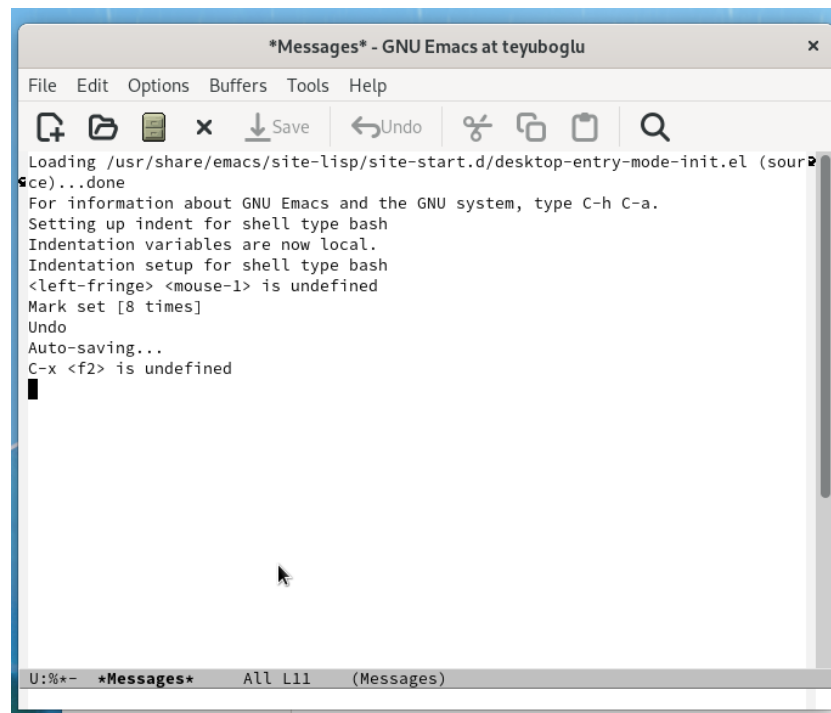 *Messages* - GNU Emacs at teyuboglu
File Edit Options Buffers Tools Help
Save Undo
Loading /usr/share/emacs/site-lisp/site-start.d/desktop-entry-mode-init.el (sour
ce)...done
For information about GNU Emacs and the GNU system, type C-h C-a.
Setting up indent for shell type bash
Indentation variables are now local.
Indentation setup for shell type bash
<left-fringe> <mouse-1> is undefined
Mark set [8 times]
Undo
Auto-saving...
C-x <f2> is undefined
U:%*- *Messages* All L11 (Messages)